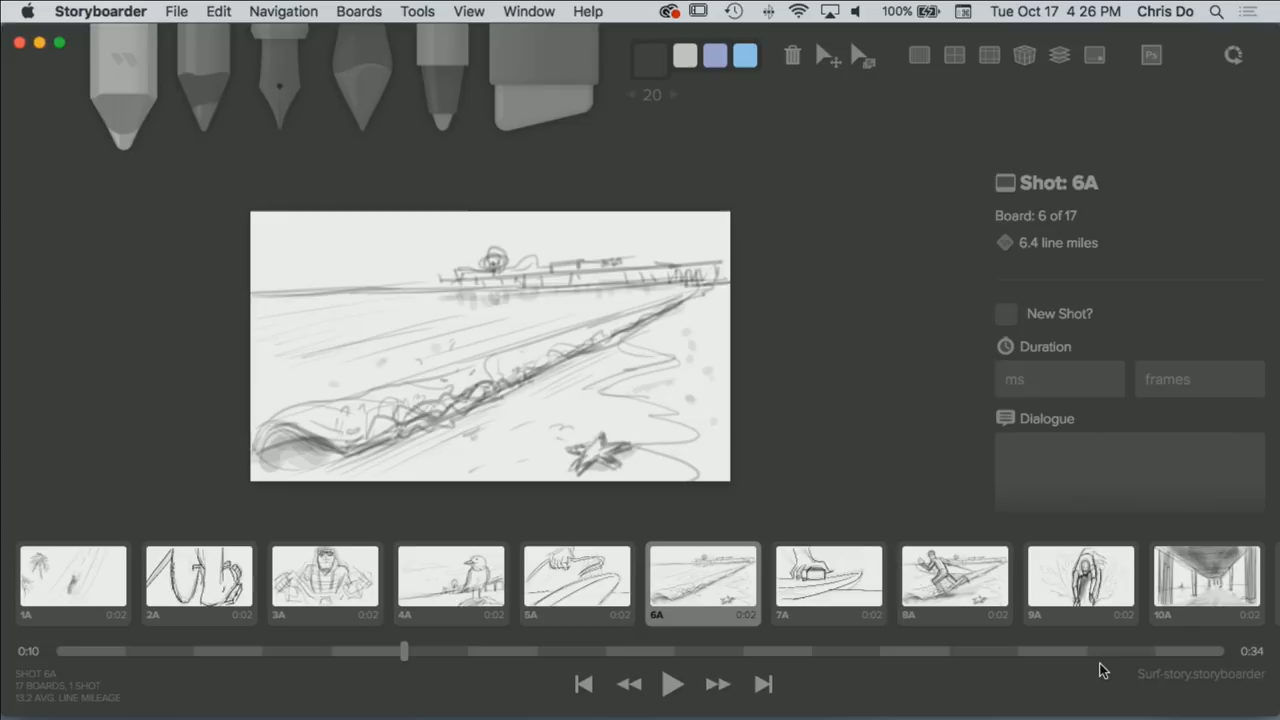 Storyboarder File Edit Navigation Boards Tools View Window Help 100% Tue Oct 17 4:26 PM Chris Do
20
Ps
Shot: 6A
Board: 6 of 17
6.4 line miles
New Shot?
Duration
ms frames
Dialogue
1A 0:02 2A 0:02 3A 0:02 4A 0:02 5A 0:02 6A 0:02 7A 0:02 8A 0:02 9A 0:02 10A 0:02
0:10 0:34
SHOT 6A
17 BOARDS, 1 SHOT
13.2 AVG. LINE MILEAGE
Surf-story.storyboarder